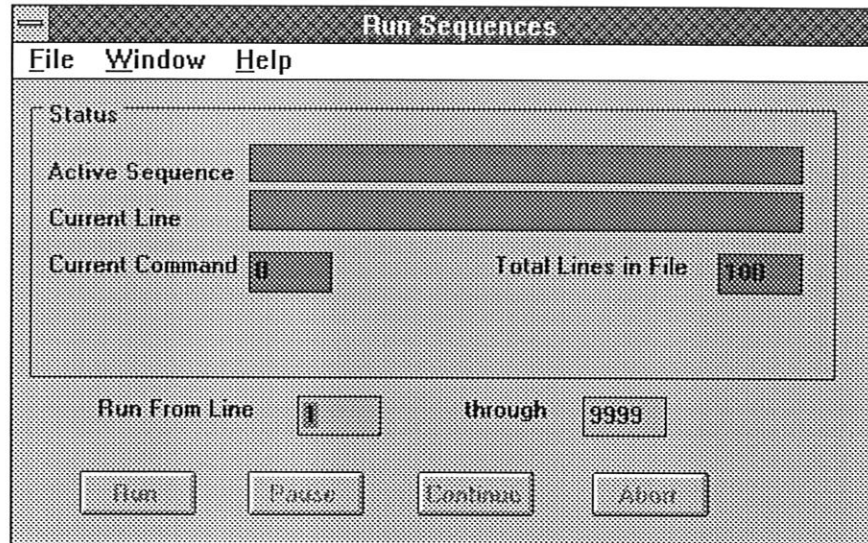 Run Sequences
File Window Help
Status
Active Sequence
Current Line
Current Command 0 Total Lines in File 100
Run From Line 1 through 9999
Run Pause Continue Abort